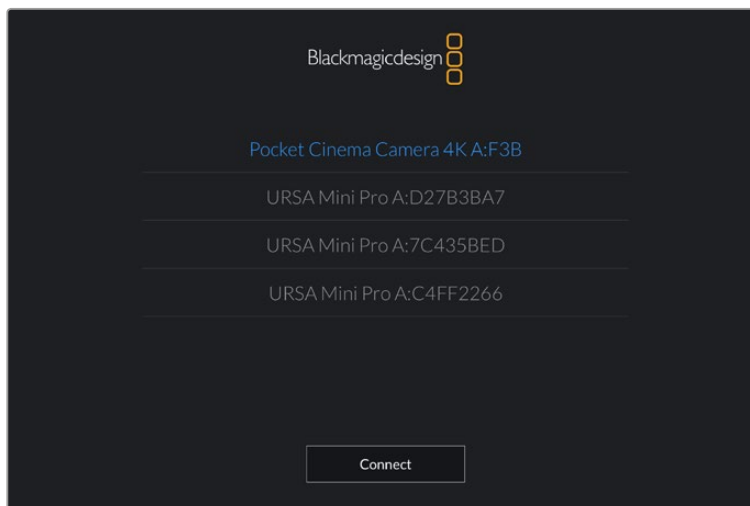 Blackmagicdesign
Pocket Cinema Camera 4K A:F3B
URSA Mini Pro A:D27B3BA7
URSA Mini Pro A:7C435BED
URSA Mini Pro A:C4FF2266
Connect